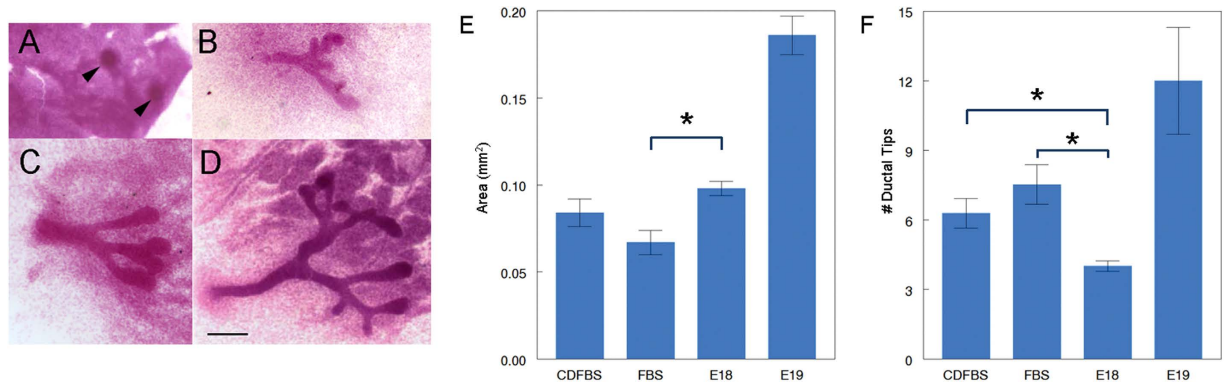 A
B
C
D
E
Area (mm²)
0.20
0.15
0.10
0.05
0.00
*
CDFBS FBS E18 E19
F
# Ductal Tips
15
12
9
6
3
0
*
*
CDFBS FBS E18 E19